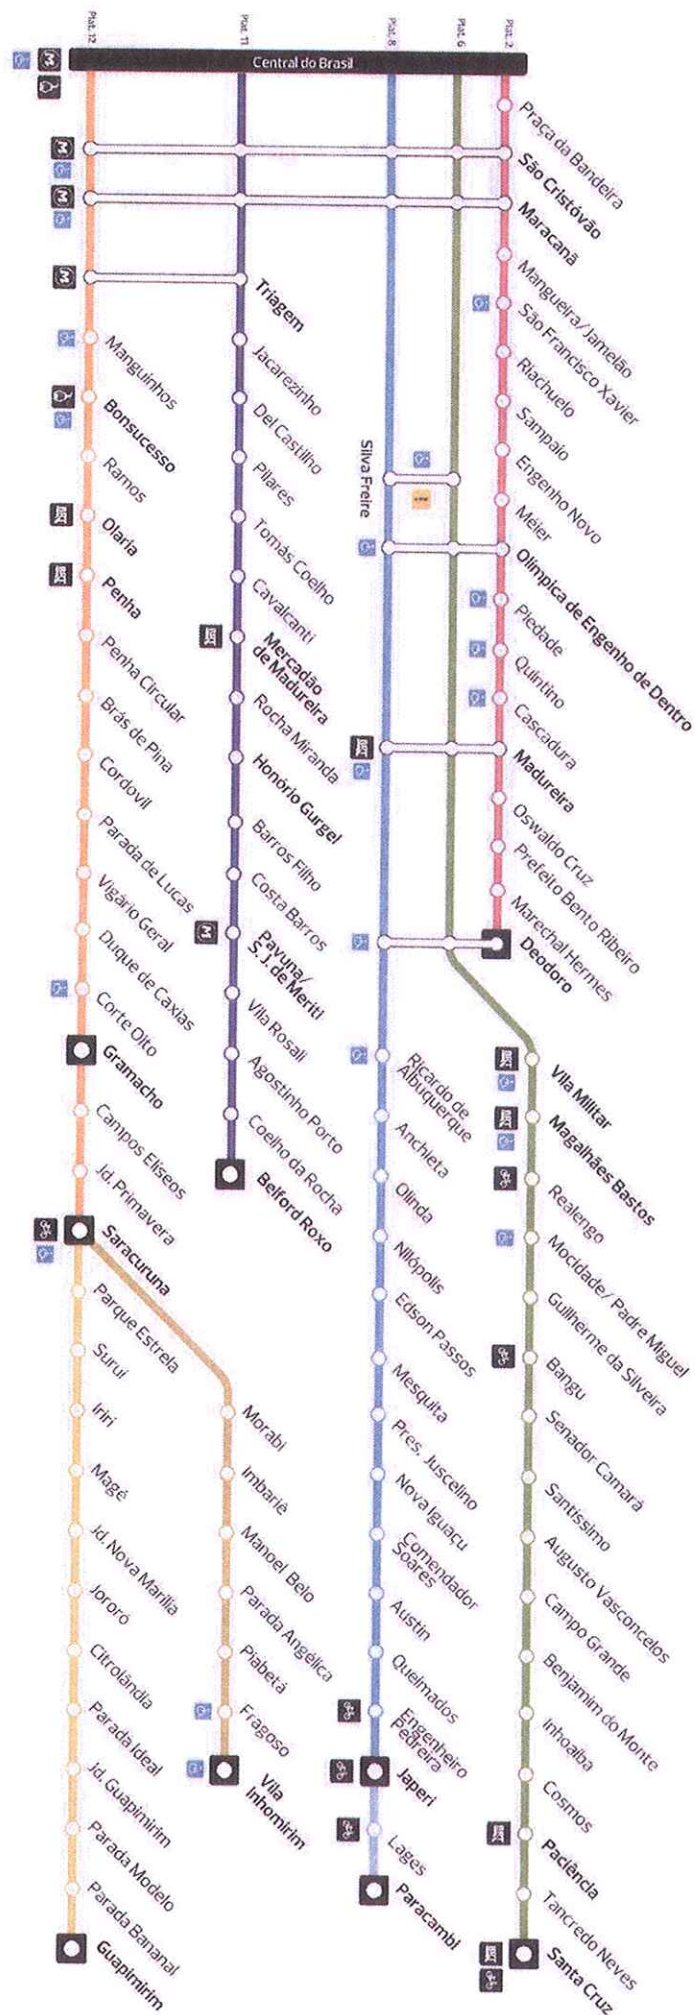 Plat. 12
Plat. 11
Plat. 8
Plat. 6
Plat. 2
Central do Brasil
Praça da Bandeira
São Cristóvão
Maracanã
Mangueira/Jamelão
São Francisco Xavier
Riachuelo
Sampaio
Engenho Novo
Méier
Olímpica de Engenho de Dentro
Piedade
Quintino
Cascadura
Madureira
Oswaldo Cruz
Prefeito Bento Ribeiro
Marechal Hermes
Deodoro
Vila Militar
Magalhães Bastos
Realengo
Mocidade/Padre Miguel
Guilherme da Silveira
Bangu
Senador Camará
Santíssimo
Augusto Vasconcelos
Campo Grande
Benjamim do Monte
Inhoaíba
Cosmos
Paciência
Tancredo Neves
Santa Cruz
Silva Freire
Ricardo de
Albuquerque
Anchieta
Olinda
Nilópolis
Edson Passos
Mesquita
Pres. Juscelino
Nova Iguaçu
Comendador
Soares
Austin
Queimados
Engenheiro
Pedreira
Japeri
Lages
Paracambi
Triagem
Jacarezinho
Del Castilho
Pilares
Tomás Coelho
Cavalcanti
Mercadão
de Madureira
Rocha Miranda
Honório Gurgel
Barros Filho
Costa Barros
Pavuna/
S. J. de Meriti
Vila Rosali
Agostinho Porto
Coelho da Rocha
Belford Roxo
Manguinhos
Bonsucesso
Ramos
Olaria
Penha
Penha Circular
Brás de Pina
Cordovil
Parada de Lucas
Vigário Geral
Duque de Caxias
Corte Oito
Gramacho
Campos Elíseos
Jd. Primavera
Saracuruna
Morabi
Imbariê
Manoel Belo
Parada Angélica
Piabetá
Fragoso
Vila
Inhomirim
Parque Estrela
Suruí
Iriri
Magé
Jd. Nova Marília
Jororó
Citrolândia
Parada Ideal
Jd. Guapimirim
Parada Modelo
Parada Bananal
Guapimirim